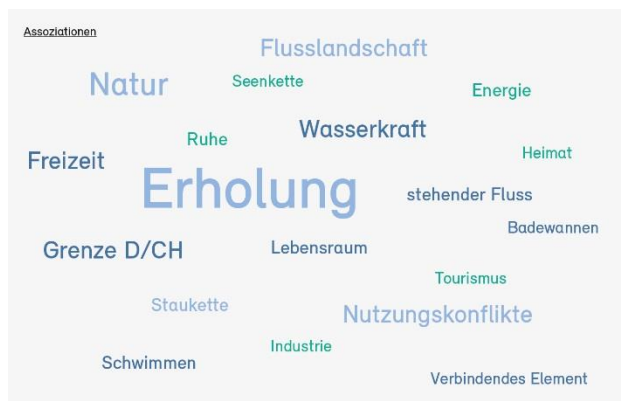 Assoziationen
Flusslandschaft
Natur
Seenkette
Energie
Wasserkraft
Ruhe
Heimat
Freizeit
Erholung
stehender Fluss
Badewannen
Grenze D/CH
Lebensraum
Tourismus
Staukette
Nutzungskonflikte
Industrie
Schwimmen
Verbindendes Element